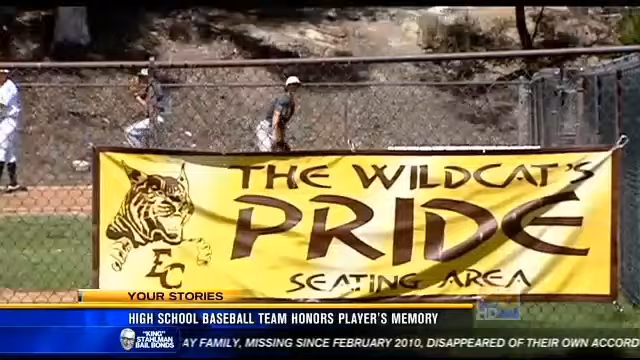 THE WILDCAT'S
PRIDE
EC
SEATING AREA
YOUR STORIES
HIGH SCHOOL BASEBALL TEAM HONORS PLAYER'S MEMORY
"KING"
STAHLMAN
BAIL BONDS
AY FAMILY, MISSING SINCE FEBRUARY 2010, DISAPPEARED OF THEIR OWN ACCORD